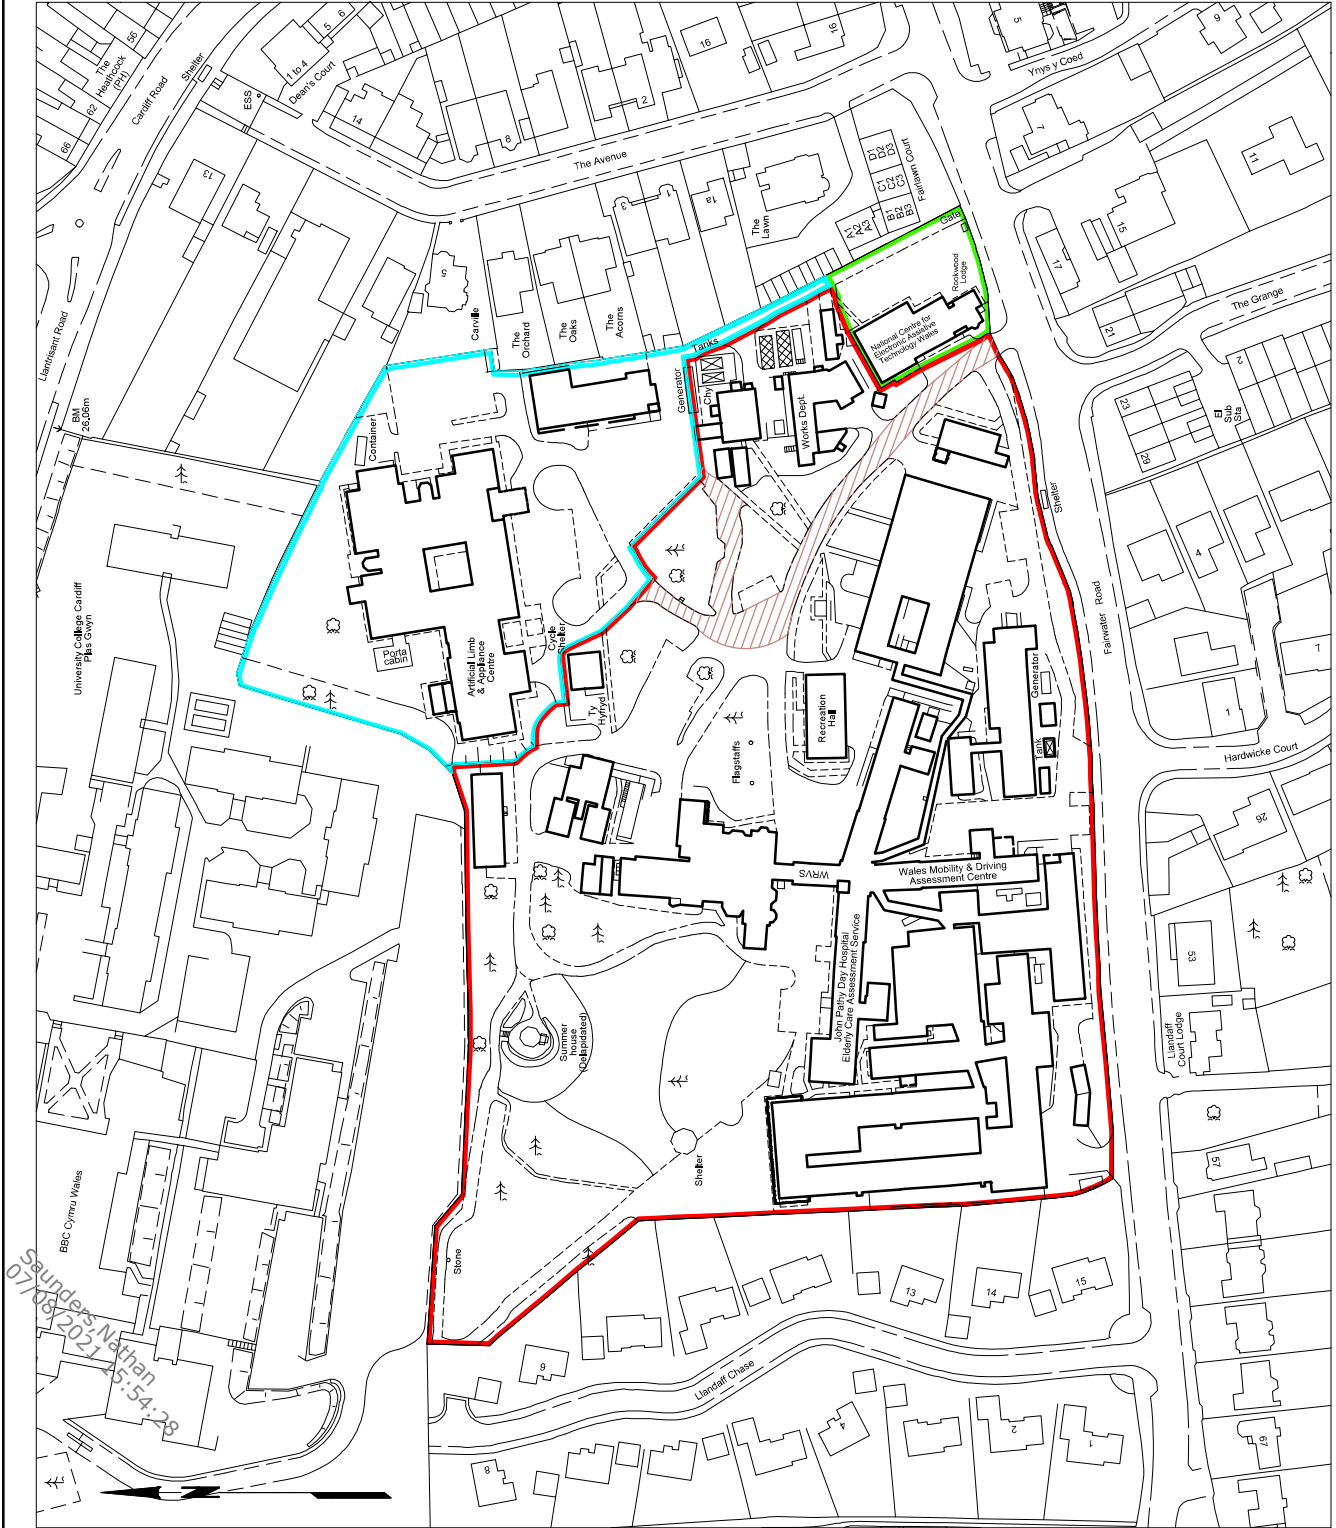 The
Heathcock
(PH)
56
62
66
Cardiff Road
Shelter
ESS
1 to 4
Dean's Court
5
6
14
8
2
16
16
The Avenue
5
Ynys y Coed
9
7
11
15
17
21
The Grange
13
Llantrisant Road
BM
26.06m
5
Carville
The
Orchard
The
Oaks
The
Acorns
3
1
1a
The
Lawn
A1
A2
A3
B1
B2
B3
C1
C2
C3
D1
D2
D3
Fairlawn Court
Gate
Rookwood
Lodge
National Centre for
Electronic Assistive
Technology Wales
Tanks
Generator
Chy
Works Dept.
Container
University College Cardiff
Plas Gwyn
Porta
cabin
Artificial Limb
& Appliance
Centre
Cycle
Shelter
Ty
Hyfryd
Flagstaffs
Recreation
Hall
Generator
Tank
Shelter
Fairwater Road
23
29
El
Sub
Sta
2
4
7
1
Hardwicke Court
26
WRVS
Wales Mobility & Driving
Assessment Centre
John Pathy Day Hospital
Elderly Care Assessment Service
Summer
house
(Delapidated)
Shelter
Stone
53
Llandaff
Court Lodge
57
67
BBC Cymru Wales
Llandaff Chase
13
14
15
9
8
4
2
1
N
Saunders,Nathan
07/08/2021 15:54:28